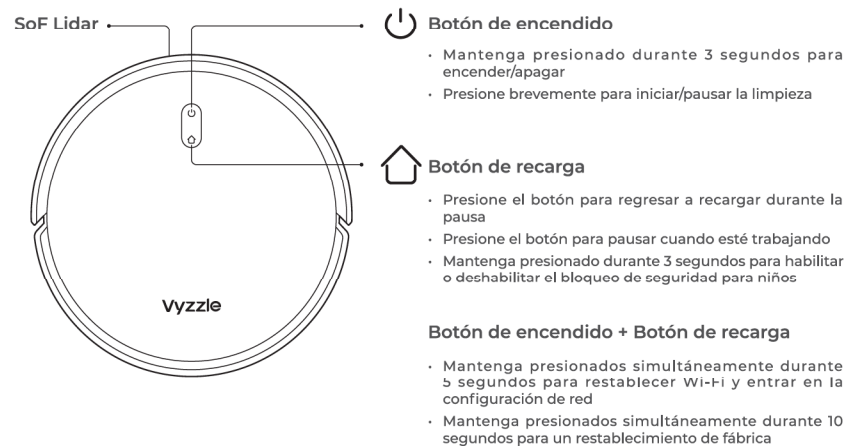 SoF Lidar
Botón de encendido
• Mantenga presionado durante 3 segundos para
encender/apagar
• Presione brevemente para iniciar/pausar la limpieza
Botón de recarga
• Presione el botón para regresar a recargar durante la
pausa
• Presione el botón para pausar cuando esté trabajando
• Mantenga presionado durante 3 segundos para habilitar
o deshabilitar el bloqueo de seguridad para niños
Vyzzle
Botón de encendido + Botón de recarga
• Mantenga presionados simultáneamente durante
5 segundos para restablecer Wi-Fi y entrar en la
configuración de red
• Mantenga presionados simultáneamente durante 10
segundos para un restablecimiento de fábrica